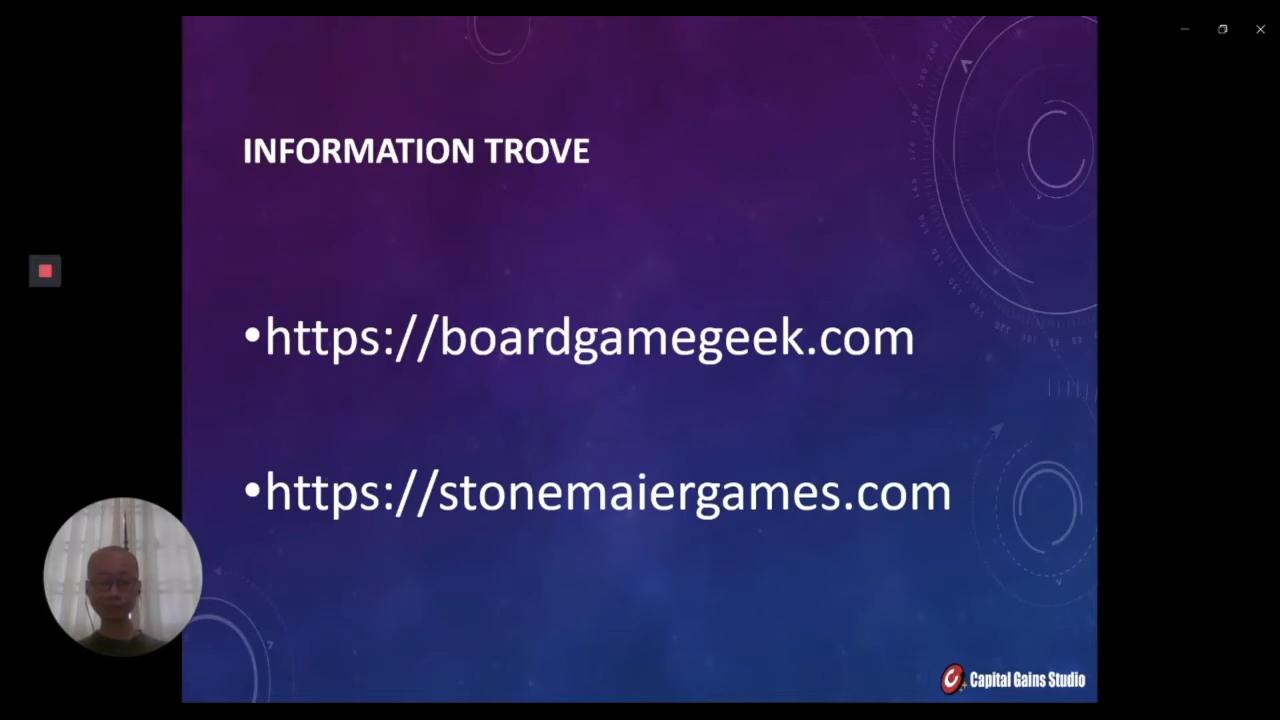 INFORMATION TROVE
•https://boardgamegeek.com
•https://stonemaiergames.com
Capital Gains Studio